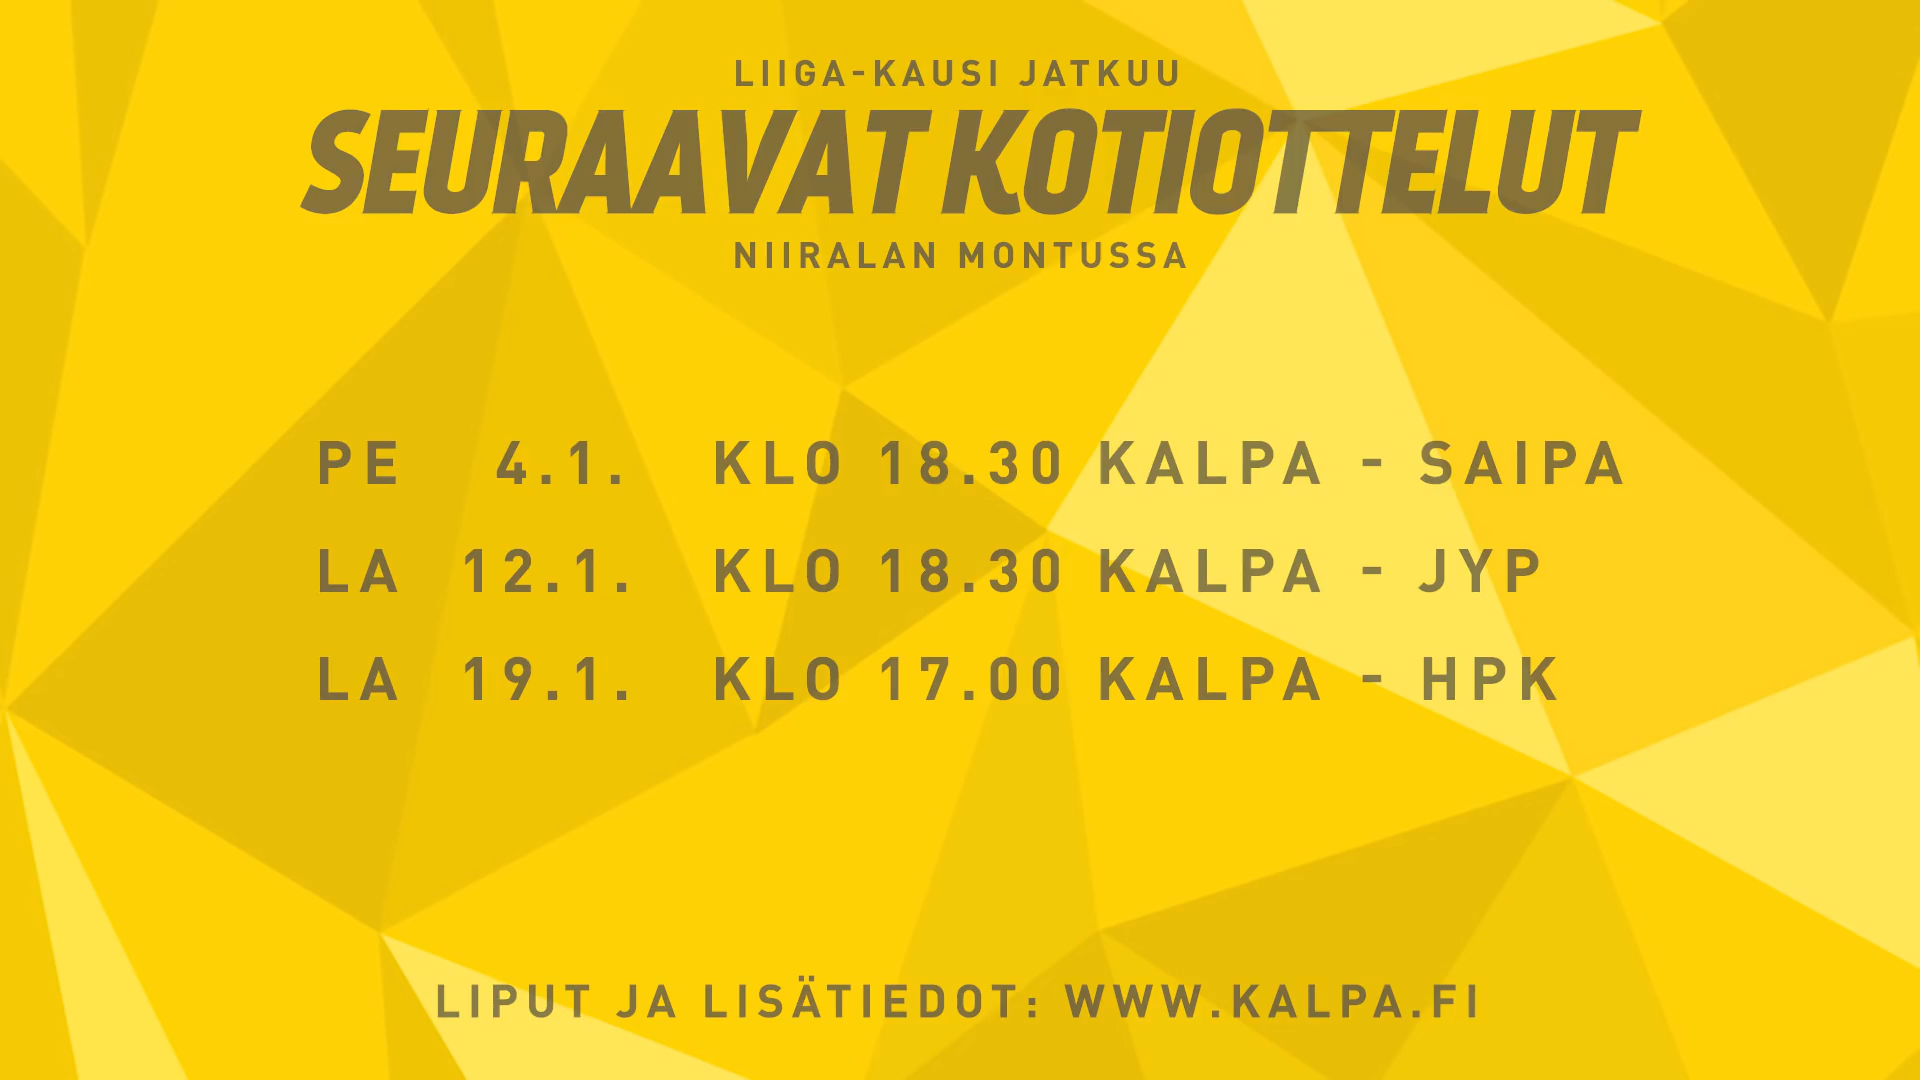 LIIGA-KAUSI JATKUU
SEURAAVAT KOTIOTTELUT
NIIRALAN MONTUSSA
PE 4.1. KLO 18.30 KALPA - SAIPA
LA 12.1. KLO 18.30 KALPA - JYP
LA 19.1. KLO 17.00 KALPA - HPK
LIPUT JA LISÄTIEDOT: WWW.KALPA.FI